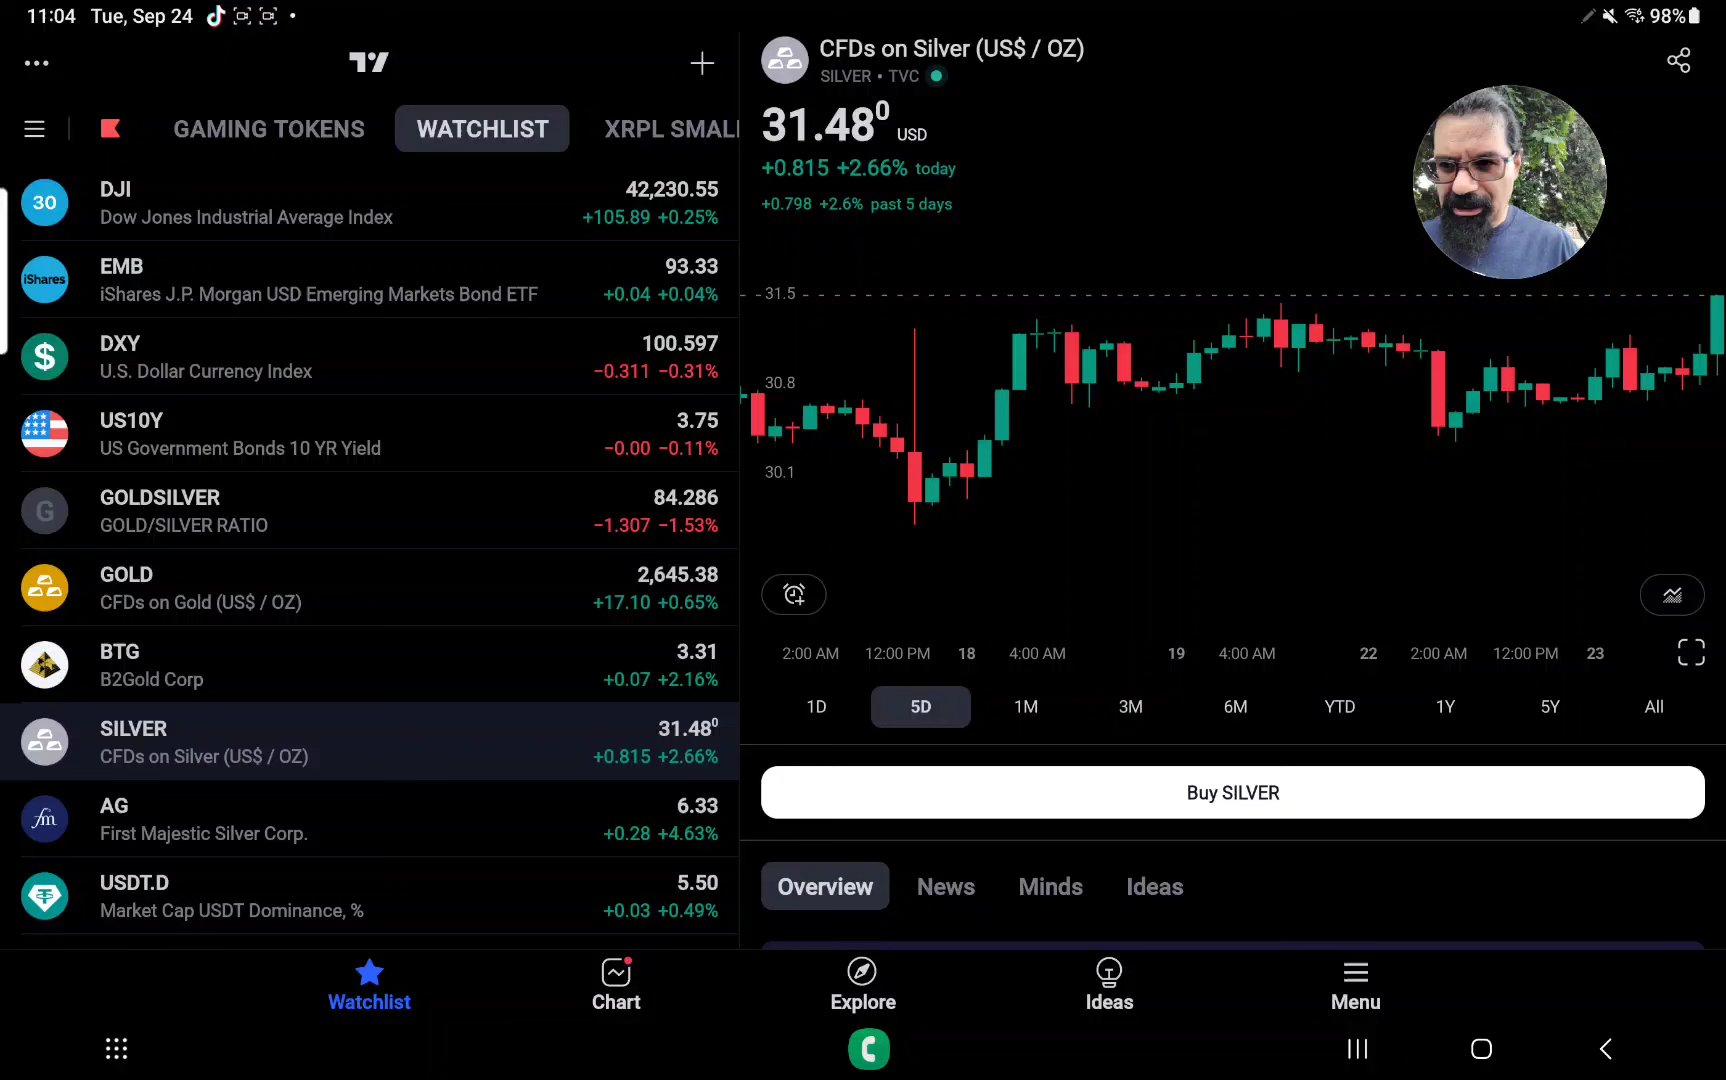 11:04 Tue, Sep 24
98%
GAMING TOKENS WATCHLIST XRPL SMALL
30 DJI 42,230.55
Dow Jones Industrial Average Index +105.89 +0.25%
iShares EMB 93.33
iShares J.P. Morgan USD Emerging Markets Bond ETF +0.04 +0.04%
$ DXY 100.597
U.S. Dollar Currency Index −0.311 −0.31%
US10Y 3.75
US Government Bonds 10 YR Yield −0.00 −0.11%
G GOLDSILVER 84.286
GOLD/SILVER RATIO −1.307 −1.53%
GOLD 2,645.38
CFDs on Gold (US$ / OZ) +17.10 +0.65%
BTG 3.31
B2Gold Corp +0.07 +2.16%
SILVER 31.48⁰
CFDs on Silver (US$ / OZ) +0.815 +2.66%
fm AG 6.33
First Majestic Silver Corp. +0.28 +4.63%
USDT.D 5.50
Market Cap USDT Dominance, % +0.03 +0.49%
CFDs on Silver (US$ / OZ)
SILVER • TVC
31.48⁰ USD
+0.815 +2.66% today
+0.798 +2.6% past 5 days
31.5
30.8
30.1
2:00 AM 12:00 PM 18 4:00 AM 19 4:00 AM 22 2:00 AM 12:00 PM 23
1D 5D 1M 3M 6M YTD 1Y 5Y All
Buy SILVER
Overview News Minds Ideas
Watchlist Chart Explore Ideas Menu